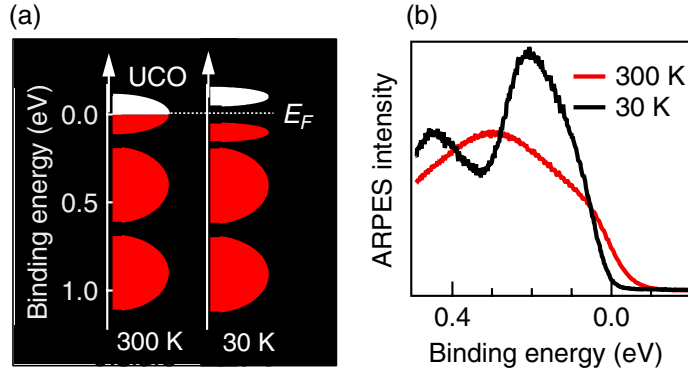 (a)
UCO
0.0
E_F
0.5
1.0
Binding energy (eV)
300 K
30 K
(b)
300 K
30 K
ARPES intensity
0.4
0.0
Binding energy (eV)